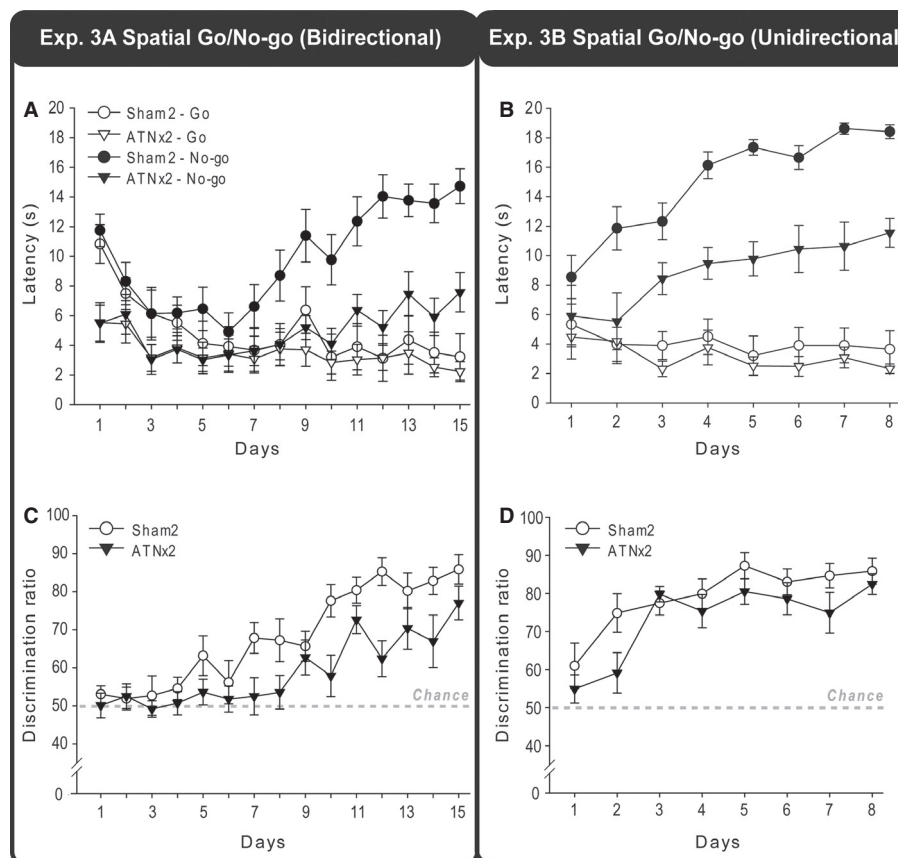 Exp. 3A Spatial Go/No-go (Bidirectional)
Exp. 3B Spatial Go/No-go (Unidirectional
A
Sham2 - Go
ATNx2 - Go
Sham2 - No-go
ATNx2 - No-go
20
18
16
14
12
10
8
6
4
2
0
Latency (s)
1
3
5
7
9
11
13
15
Days
B
20
18
16
14
12
10
8
6
4
2
0
Latency (s)
1
2
3
4
5
6
7
8
Days
C
Sham2
ATNx2
100
90
80
70
60
50
40
0
Discrimination ratio
Chance
1
3
5
7
9
11
13
15
Days
D
Sham2
ATNx2
100
90
80
70
60
50
40
0
Discrimination ratio
Chance
1
2
3
4
5
6
7
8
Days